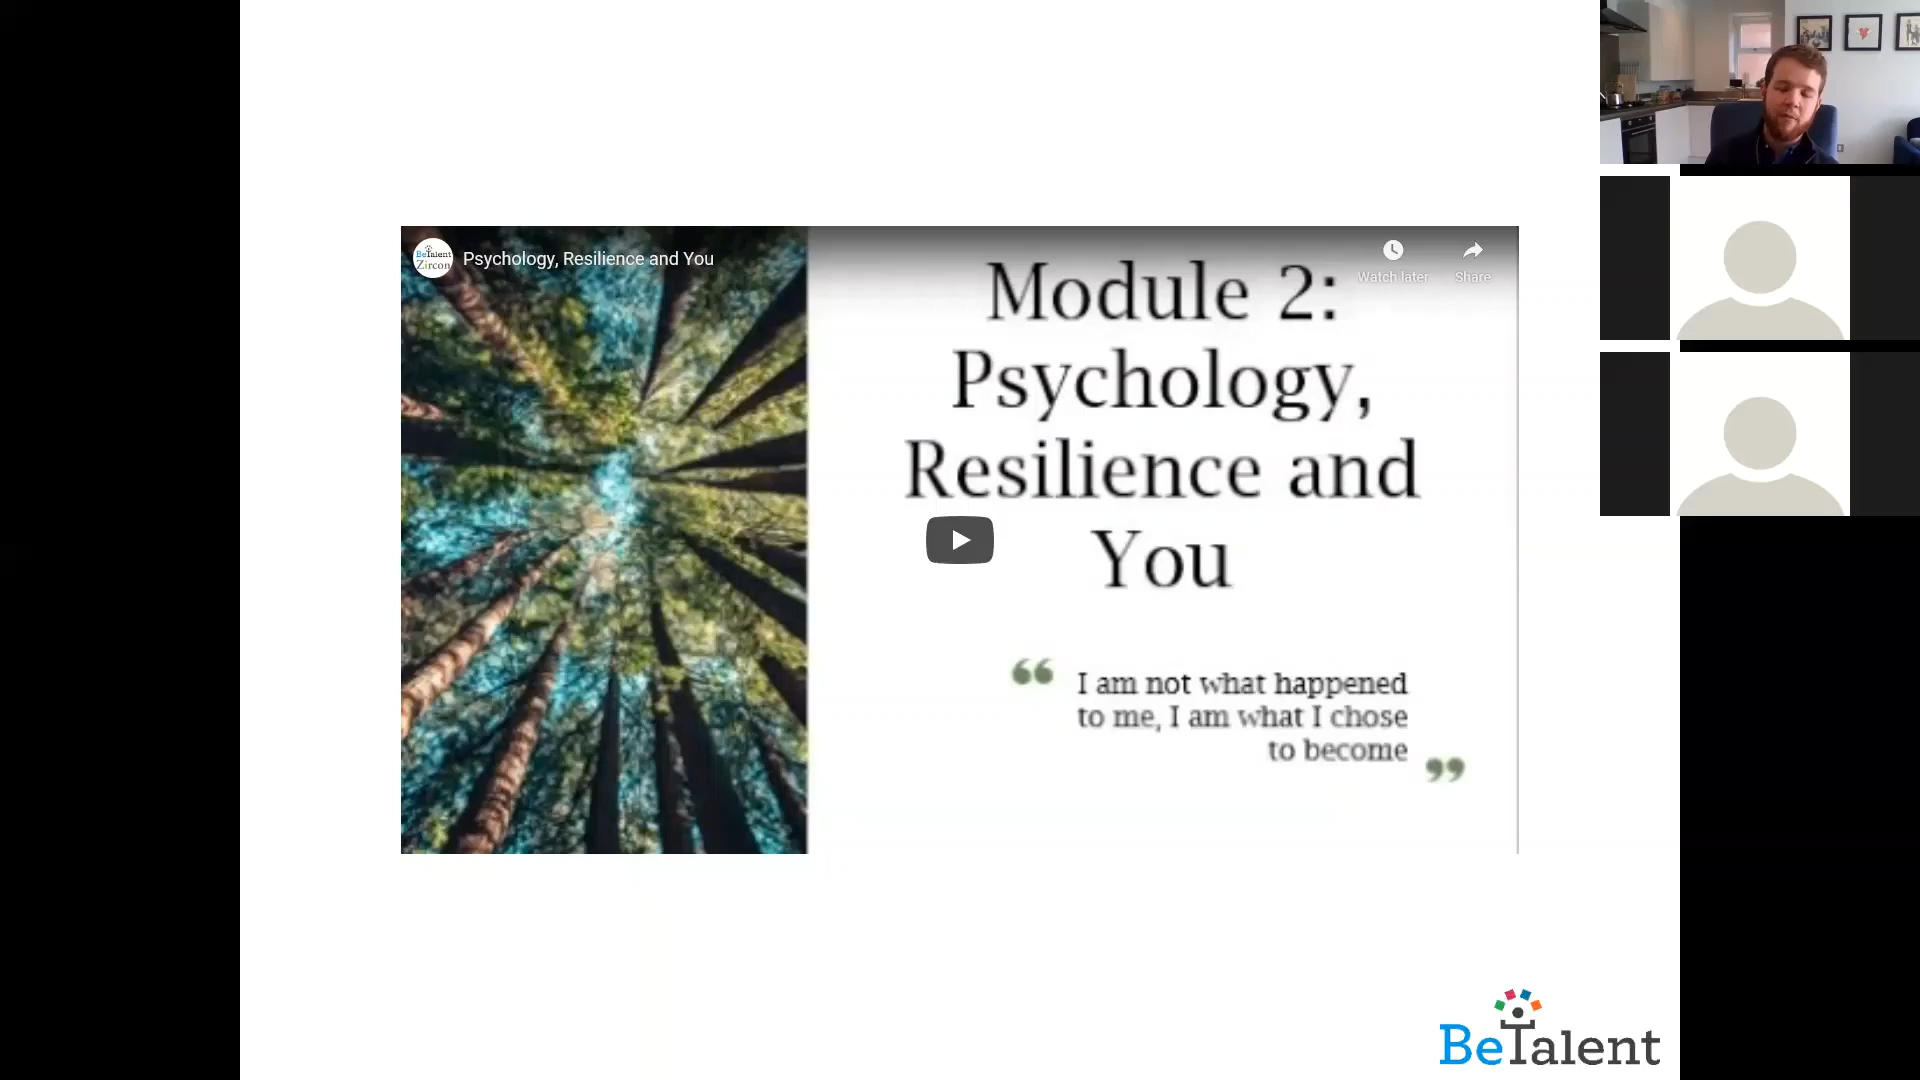 BeTalent
Zircon
Psychology, Resilience and You
Watch later
Share
Module 2:
Psychology,
Resilience and
You
“ I am not what happened
to me, I am what I chose
to become ”
BeTalent